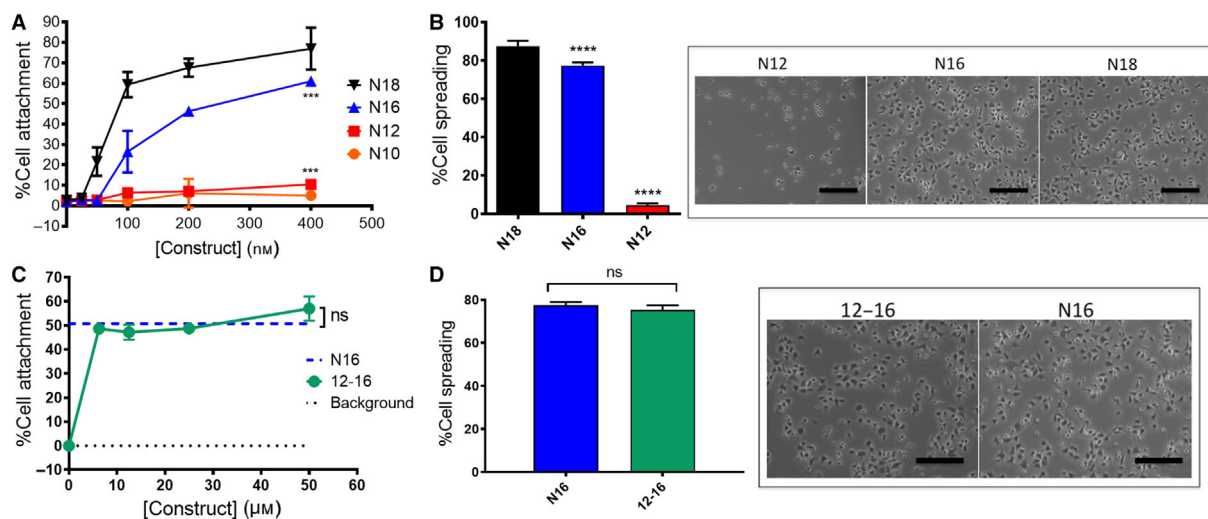 A
90
80
70
60
50
40
30
20
10
0
–10
%Cell attachment
100
200
300
400
500
[Construct] (nM)
***
***
N18
N16
N12
N10
B
100
80
60
40
20
0
%Cell spreading
****
****
N18
N16
N12
N12
N16
N18
C
70
60
50
40
30
20
10
0
–10
%Cell attachment
0
10
20
30
40
50
60
[Construct] (µM)
ns
N16
12-16
Background
D
80
60
40
20
0
%Cell spreading
ns
N16
12-16
12–16
N16